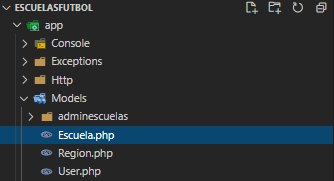 ESCUELASFUTBOL
app
Console
Exceptions
Http
Models
adminescuelas
Escuela.php
Region.php
User.php